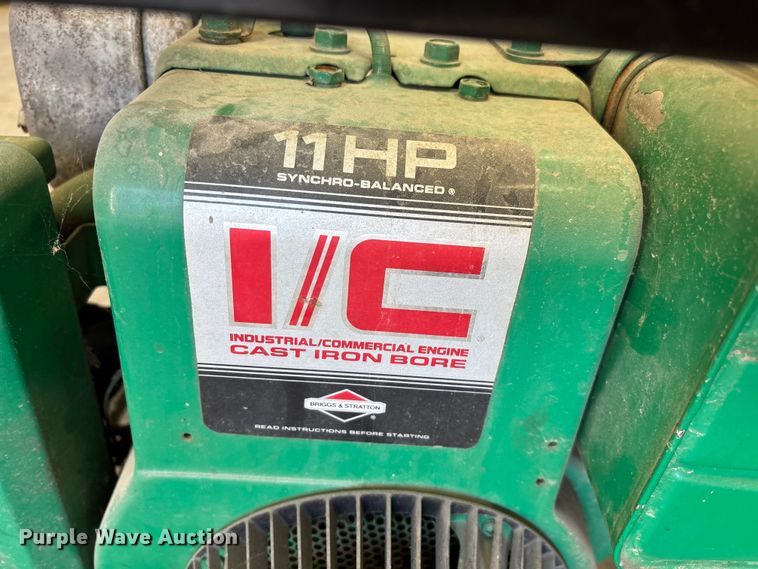 11 HP
SYNCHRO-BALANCED ®
I/C ®
INDUSTRIAL/COMMERCIAL ENGINE
CAST IRON BORE
BRIGGS & STRATTON ®
READ INSTRUCTIONS BEFORE STARTING
Purple Wave Auction®